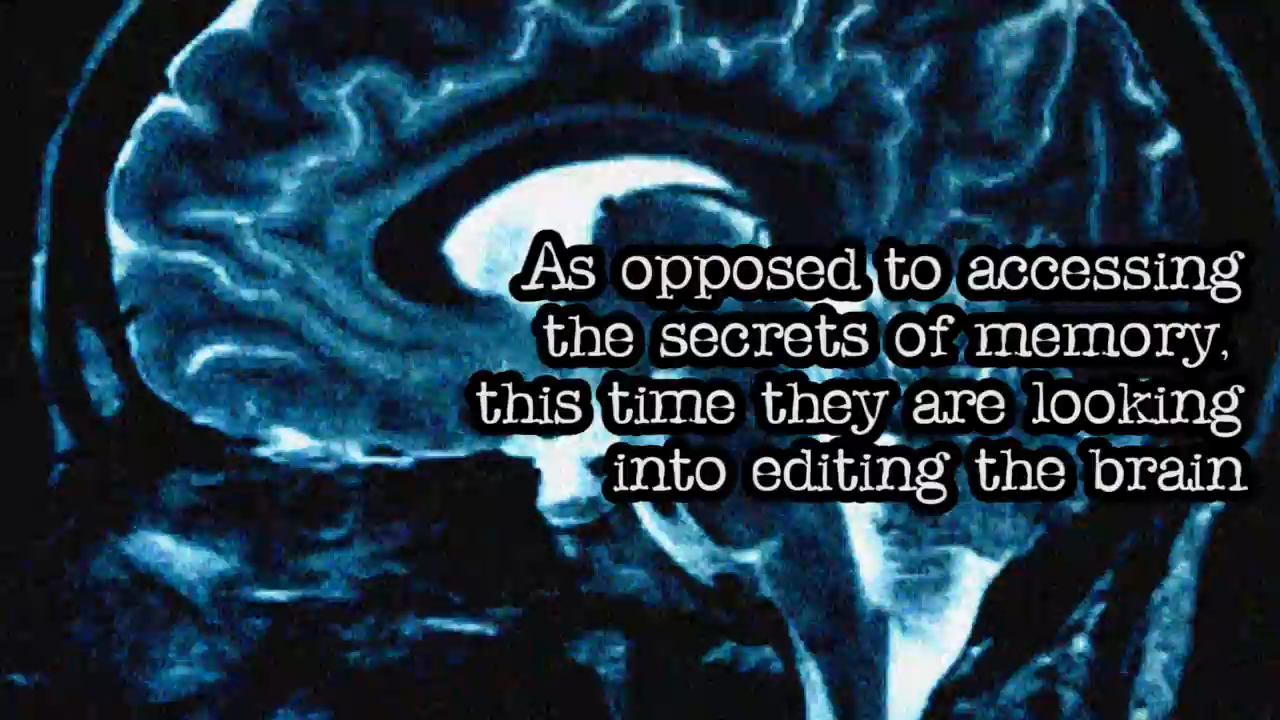 As opposed to accessing
the secrets of memory,
this time they are looking
into editing the brain